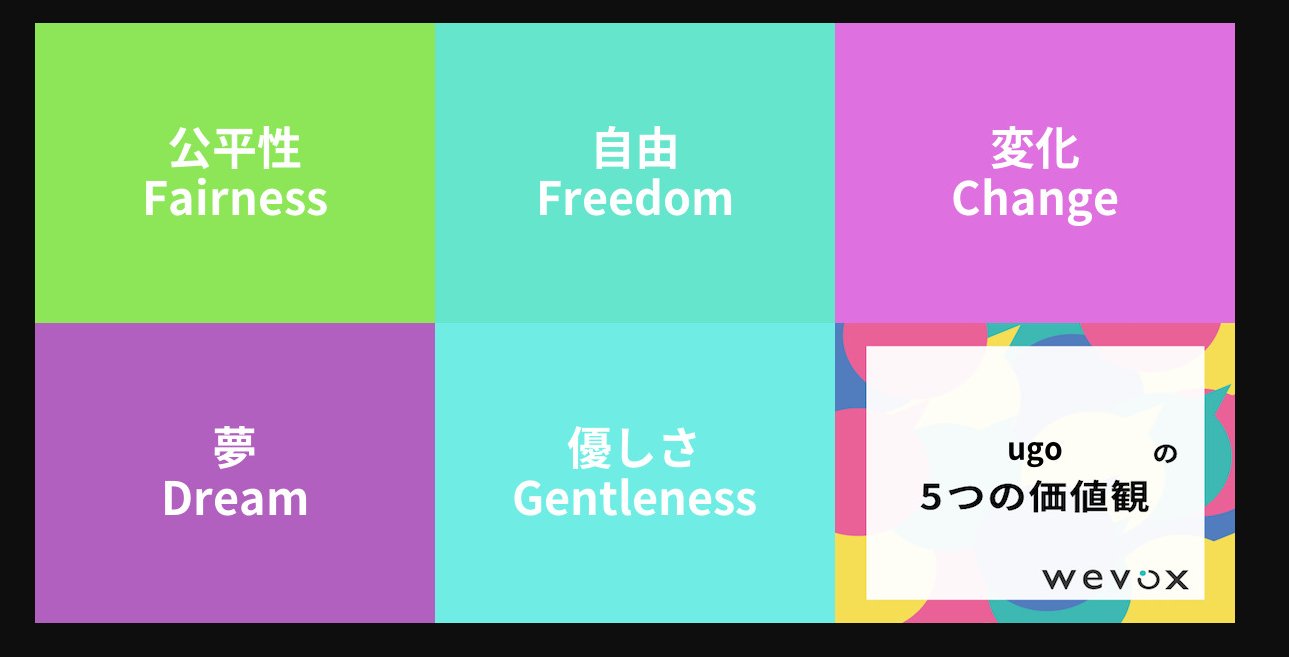 公平性
Fairness
自由
Freedom
変化
Change
夢
Dream
優しさ
Gentleness
ugo の
5つの価値観
wevox